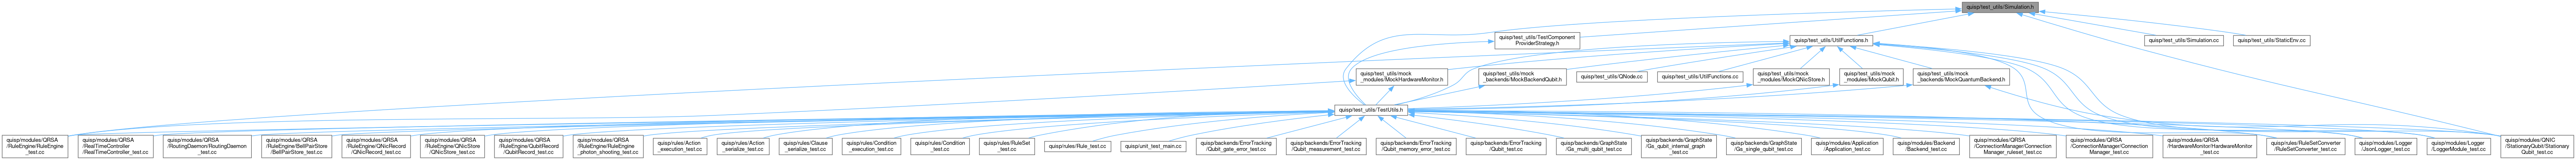 quisp/test_utils/Simulation.h
quisp/test_utils/TestComponent
ProviderStrategy.h
quisp/test_utils/UtilFunctions.h
quisp/test_utils/Simulation.cc
quisp/test_utils/StaticEnv.cc
quisp/test_utils/mock
_modules/MockHardwareMonitor.h
quisp/test_utils/mock
_backends/MockBackendQubit.h
quisp/test_utils/QNode.cc
quisp/test_utils/UtilFunctions.cc
quisp/test_utils/mock
_modules/MockQNicStore.h
quisp/test_utils/mock
_modules/MockQubit.h
quisp/test_utils/mock
_backends/MockQuantumBackend.h
quisp/test_utils/TestUtils.h
quisp/modules/QRSA
/RuleEngine/RuleEngine
_test.cc
quisp/modules/QRSA
/RealTimeController
/RealTimeController_test.cc
quisp/modules/QRSA
/RoutingDaemon/RoutingDaemon
_test.cc
quisp/modules/QRSA
/RuleEngine/BellPairStore
/BellPairStore_test.cc
quisp/modules/QRSA
/RuleEngine/QNicRecord
/QNicRecord_test.cc
quisp/modules/QRSA
/RuleEngine/QNicStore
/QNicStore_test.cc
quisp/modules/QRSA
/RuleEngine/QubitRecord
/QubitRecord_test.cc
quisp/modules/QRSA
/RuleEngine/RuleEngine
_photon_shooting_test.cc
quisp/rules/Action
_execution_test.cc
quisp/rules/Action
_serialize_test.cc
quisp/rules/Clause
_serialize_test.cc
quisp/rules/Condition
_execution_test.cc
quisp/rules/Condition
_test.cc
quisp/rules/RuleSet
_test.cc
quisp/rules/Rule_test.cc
quisp/unit_test_main.cc
quisp/backends/ErrorTracking
/Qubit_gate_error_test.cc
quisp/backends/ErrorTracking
/Qubit_measurement_test.cc
quisp/backends/ErrorTracking
/Qubit_memory_error_test.cc
quisp/backends/ErrorTracking
/Qubit_test.cc
quisp/backends/GraphState
/Gs_multi_qubit_test.cc
quisp/backends/GraphState
/Gs_qubit_internal_graph
_test.cc
quisp/backends/GraphState
/Gs_single_qubit_test.cc
quisp/modules/Application
/Application_test.cc
quisp/modules/Backend
/Backend_test.cc
quisp/modules/QRSA
/ConnectionManager/Connection
Manager_ruleset_test.cc
quisp/modules/QRSA
/ConnectionManager/Connection
Manager_test.cc
quisp/modules/QRSA
/HardwareMonitor/HardwareMonitor
_test.cc
quisp/rules/RuleSetConverter
/RuleSetConverter_test.cc
quisp/modules/Logger
/JsonLogger_test.cc
quisp/modules/Logger
/LoggerModule_test.cc
quisp/modules/QNIC
/StationaryQubit/Stationary
Qubit_test.cc